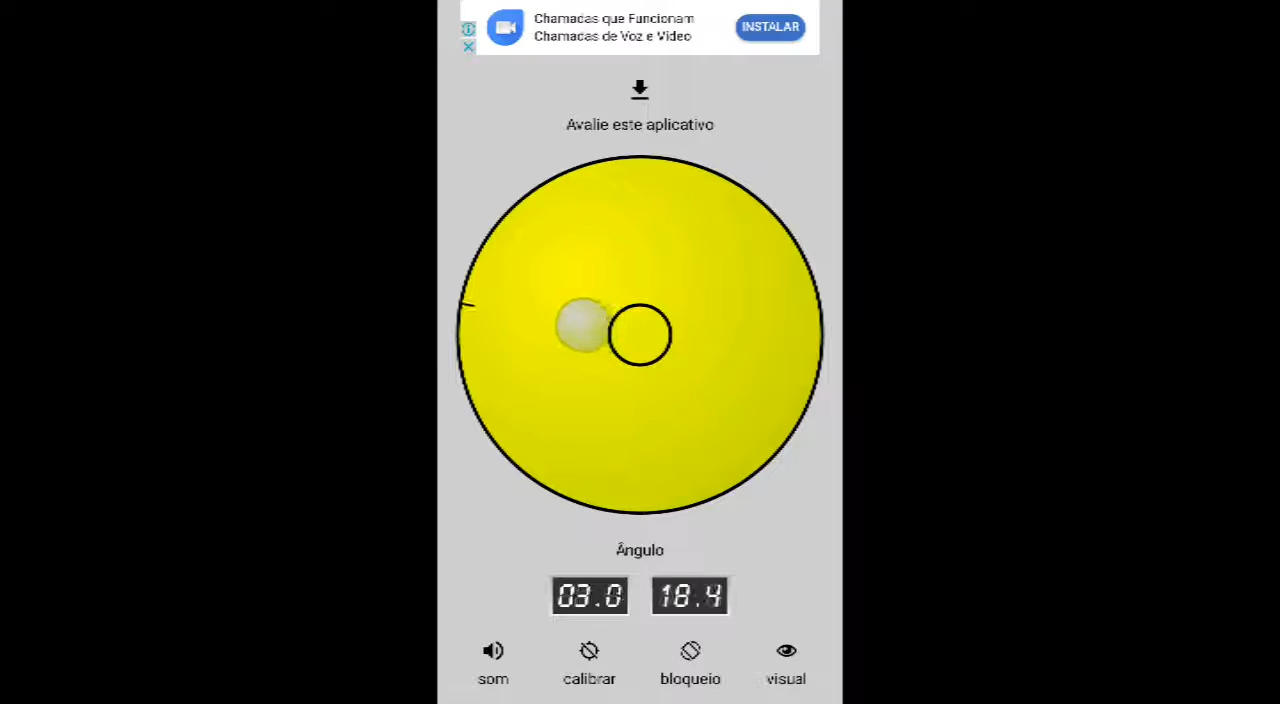 Chamadas que Funcionam
Chamadas de Voz e Video
INSTALAR
Avalie este aplicativo
Ângulo
03.0 18.4
som calibrar bloqueio visual